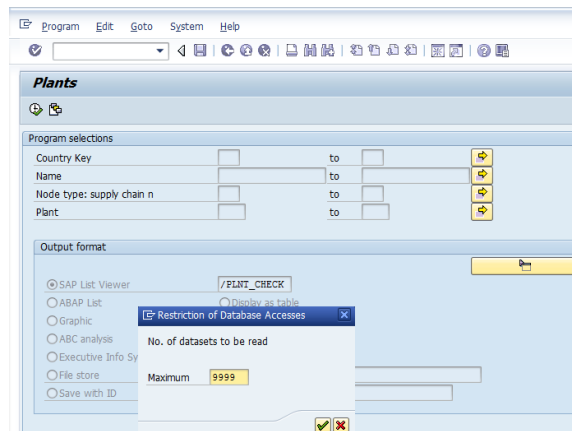 Program Edit Goto System Help
Plants
Program selections
Country Key to
Name to
Node type: supply chain n to
Plant to
Output format
SAP List Viewer /PLNT_CHECK
ABAP List Display as table
Graphic
ABC analysis
Executive Info Sy
File store
Save with ID
Restriction of Database Accesses
No. of datasets to be read
Maximum 9999